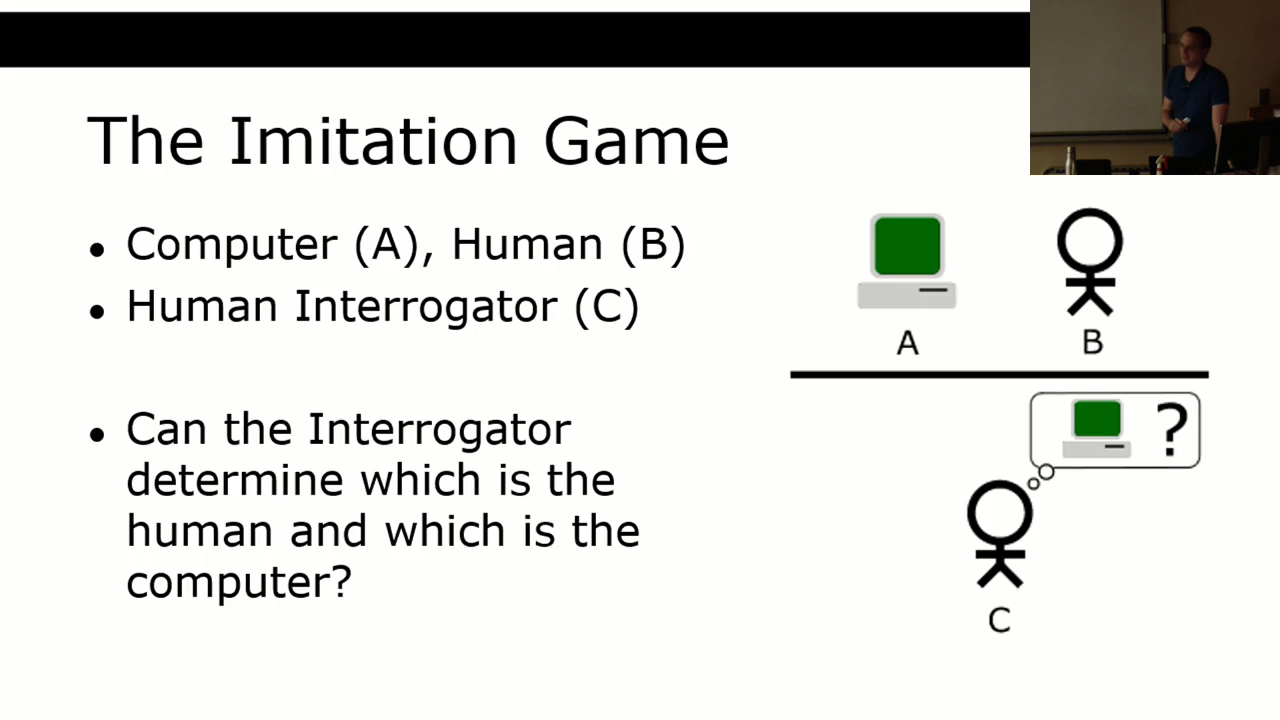 The Imitation Game
• Computer (A), Human (B)
• Human Interrogator (C)
• Can the Interrogator
determine which is the
human and which is the
computer?
A
B
?
C